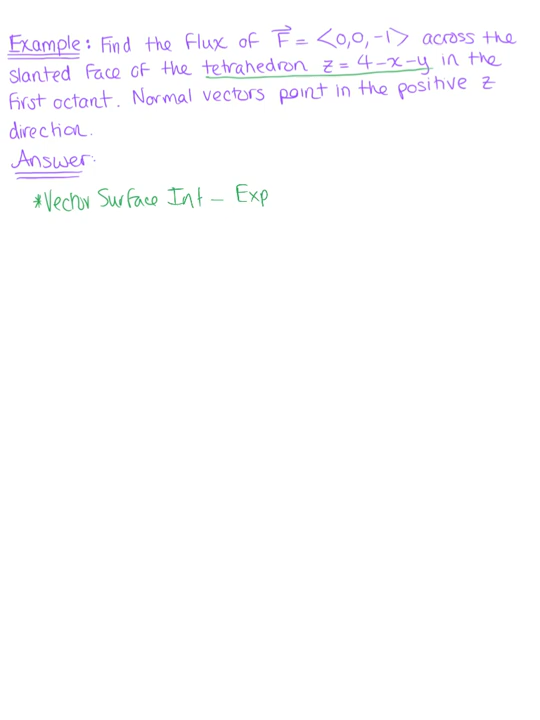 Example: Find the Flux of F⃗ = <0,0,-1> across the
slanted Face of the tetrahedron z = 4-x-y in the
First octant. Normal vectors point in the positive z
direction.
Answer:
*Vector Surface Int - Exp